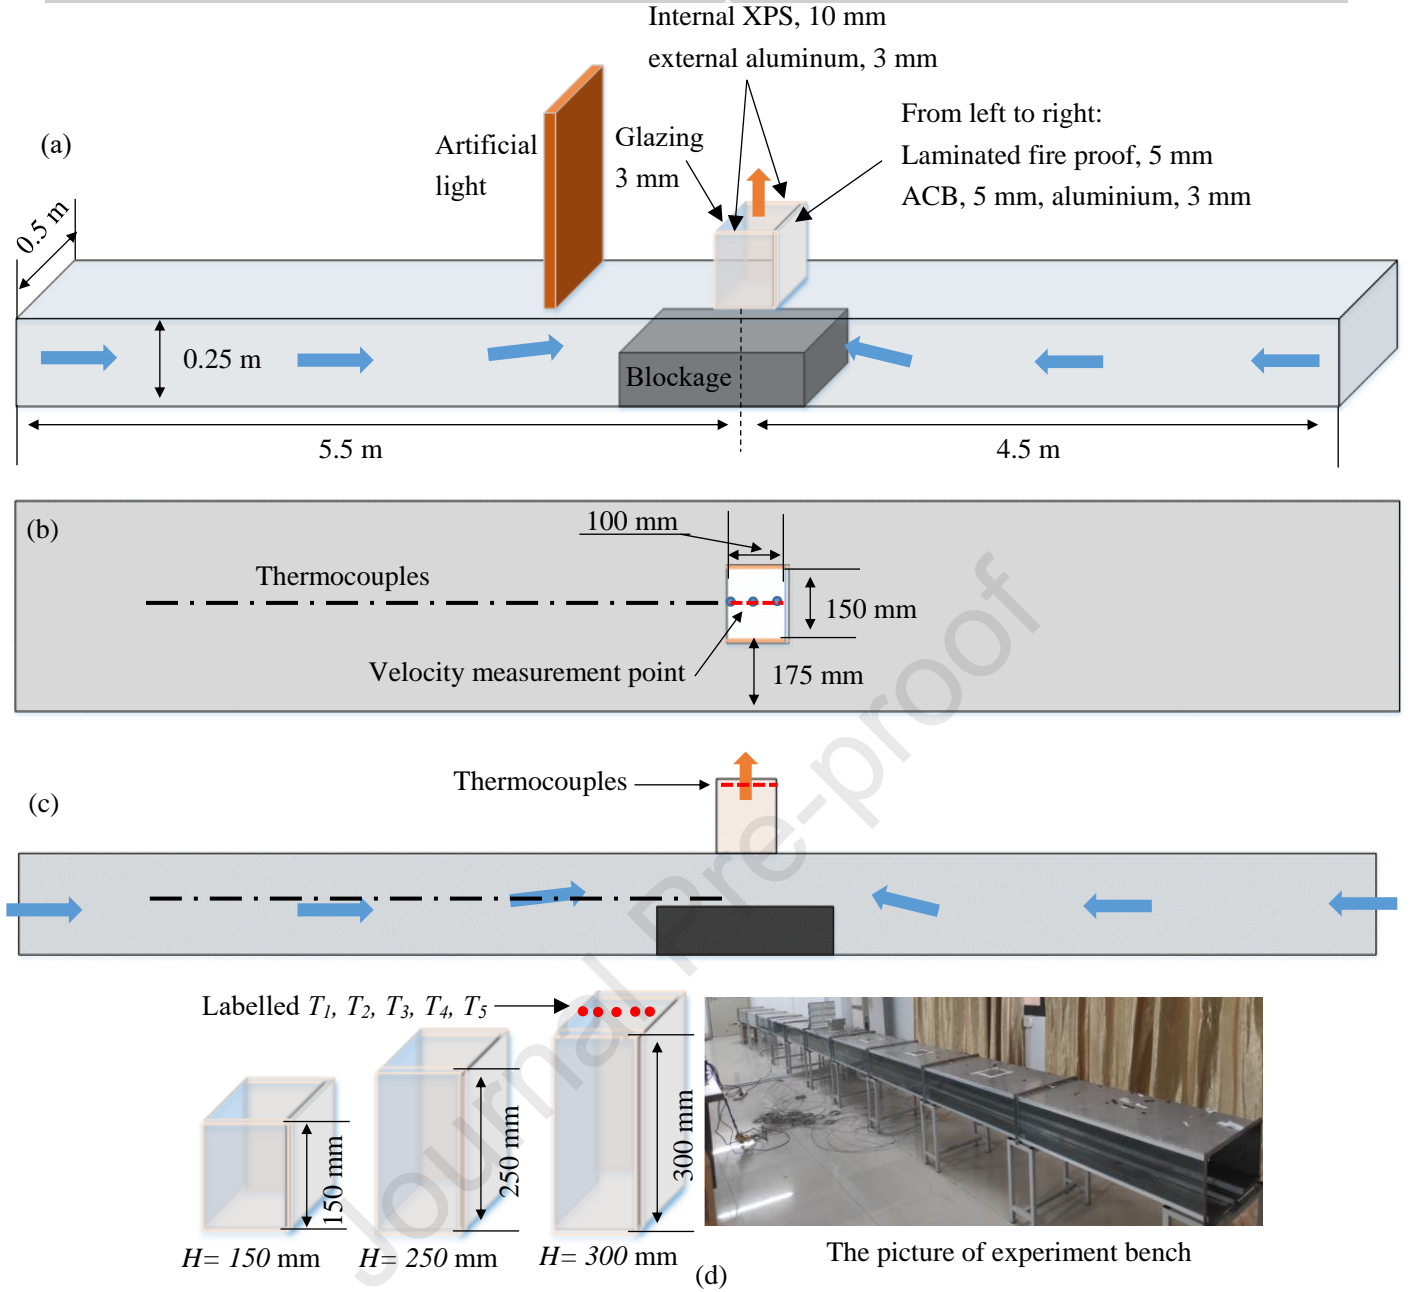 Internal XPS, 10 mm
external aluminum, 3 mm
(a)
Artificial
light
Glazing
3 mm
From left to right:
Laminated fire proof, 5 mm
ACB, 5 mm, aluminium, 3 mm
0.5 m
0.25 m
Blockage
5.5 m
4.5 m
(b)
100 mm
Thermocouples
150 mm
Velocity measurement point
175 mm
Thermocouples
(c)
Labelled T1, T2, T3, T4, T5
150 mm
250 mm
300 mm
H= 150 mm
H= 250 mm
H= 300 mm
The picture of experiment bench
(d)
Journal Pre-proof